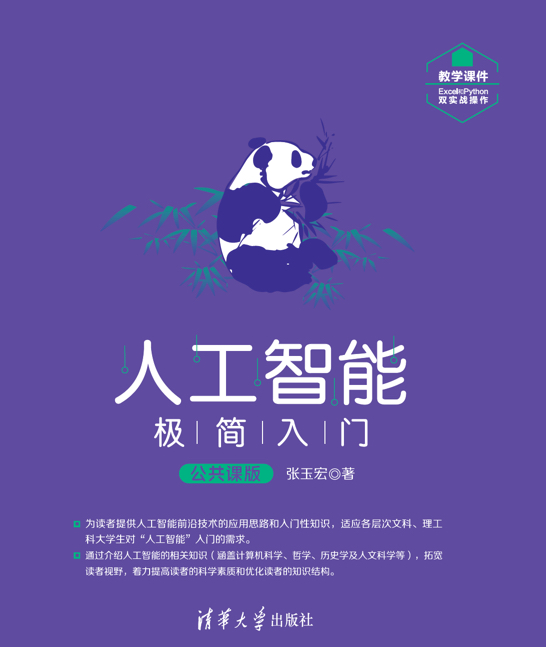 教学课件
Excel和Python
双实战操作
人工智能
极|简|入|门
公共课版 张玉宏◎著
为读者提供人工智能前沿技术的应用思路和入门性知识，适应各层次文科、理工
科大学生对“人工智能”入门的需求。
通过介绍人工智能的相关知识（涵盖计算机科学、哲学、历史学及人文科学等），拓宽
读者视野，着力提高读者的科学素质和优化读者的知识结构。
清华大学出版社